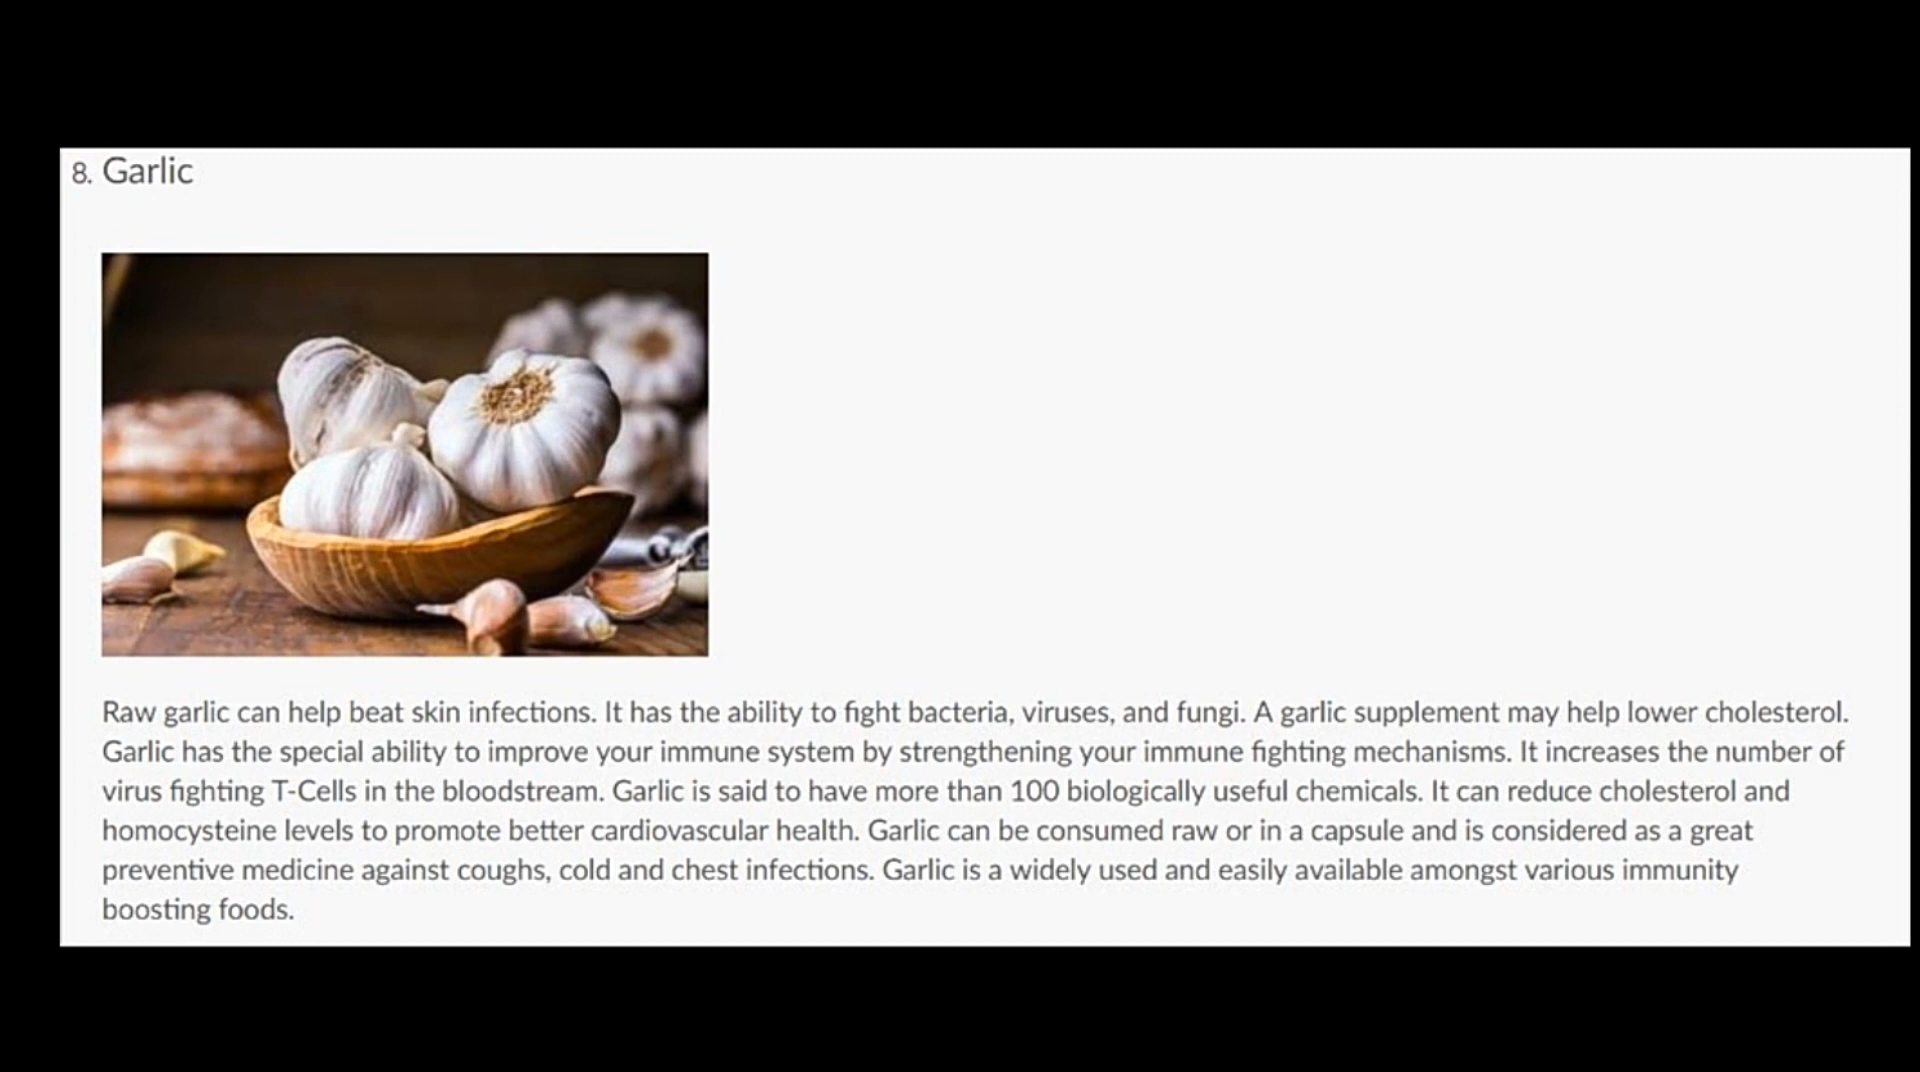 8. Garlic
Raw garlic can help beat skin infections. It has the ability to fight bacteria, viruses, and fungi. A garlic supplement may help lower cholesterol.
Garlic has the special ability to improve your immune system by strengthening your immune fighting mechanisms. It increases the number of
virus fighting T-Cells in the bloodstream. Garlic is said to have more than 100 biologically useful chemicals. It can reduce cholesterol and
homocysteine levels to promote better cardiovascular health. Garlic can be consumed raw or in a capsule and is considered as a great
preventive medicine against coughs, cold and chest infections. Garlic is a widely used and easily available amongst various immunity
boosting foods.